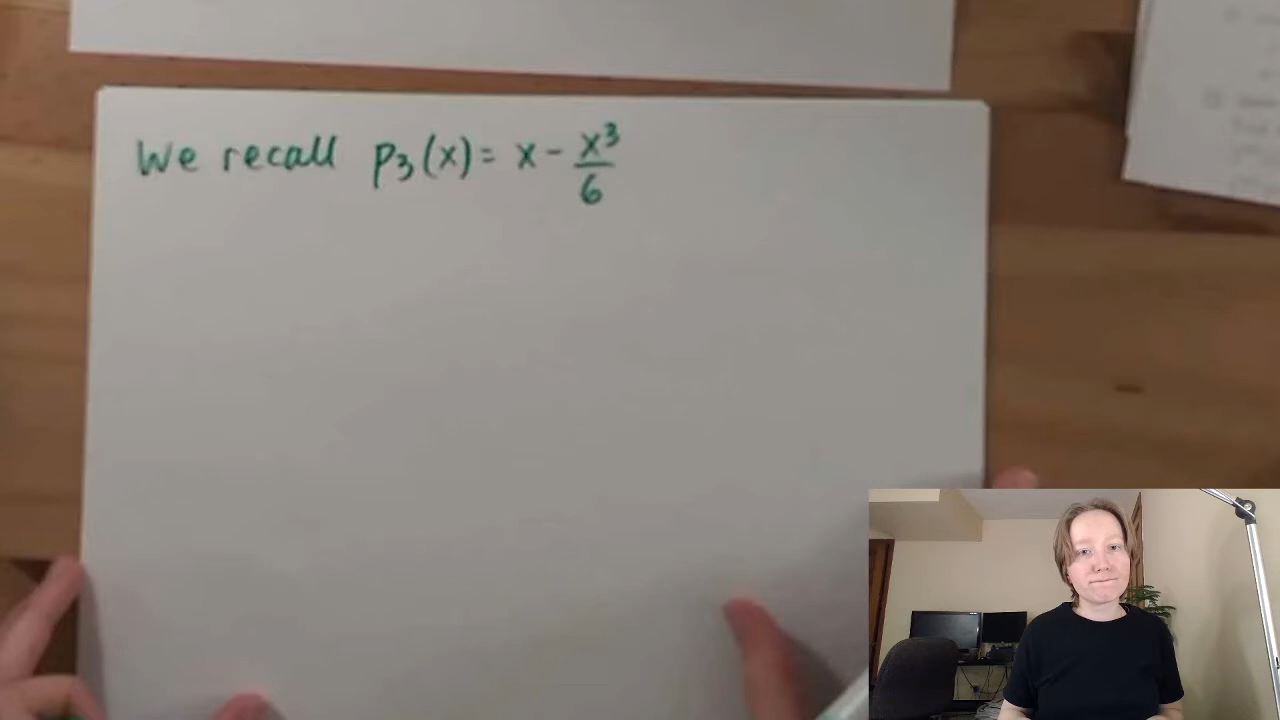 We recall p₃(x) = x - x³/6